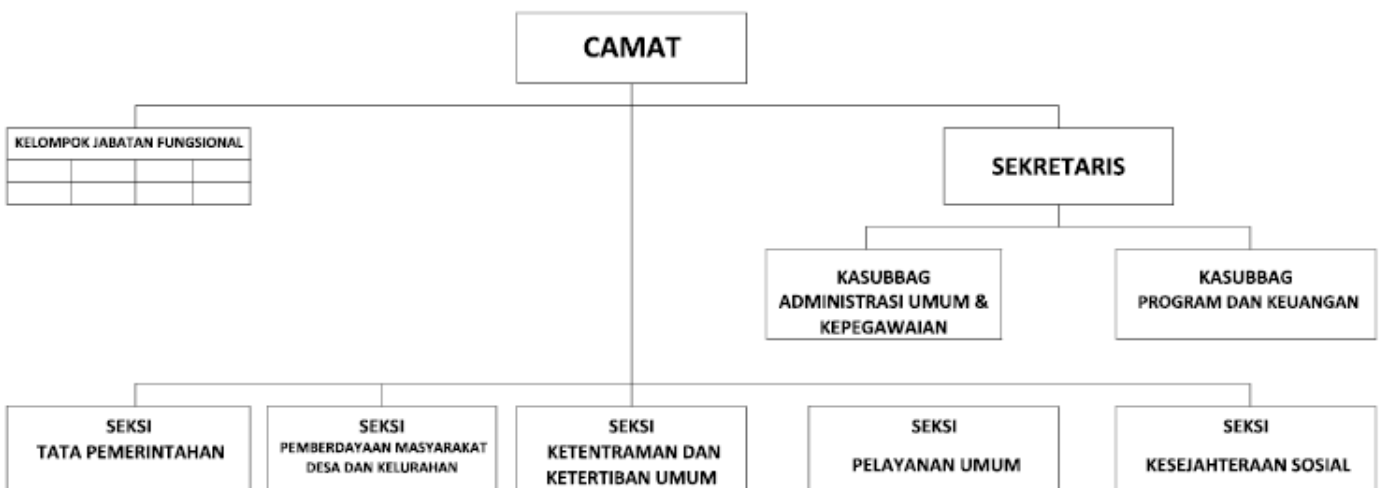 CAMAT
KELOMPOK JABATAN FUNGSIONAL
SEKRETARIS
KASUBBAG
ADMINISTRASI UMUM &
KEPEGAWAIAN
KASUBBAG
PROGRAM DAN KEUANGAN
SEKSI
TATA PEMERINTAHAN
SEKSI
PEMBERDAYAAN MASYARAKAT
DESA DAN KELURAHAN
SEKSI
KETENTRAMAN DAN
KETERTIBAN UMUM
SEKSI
PELAYANAN UMUM
SEKSI
KESEJAHTERAAN SOSIAL